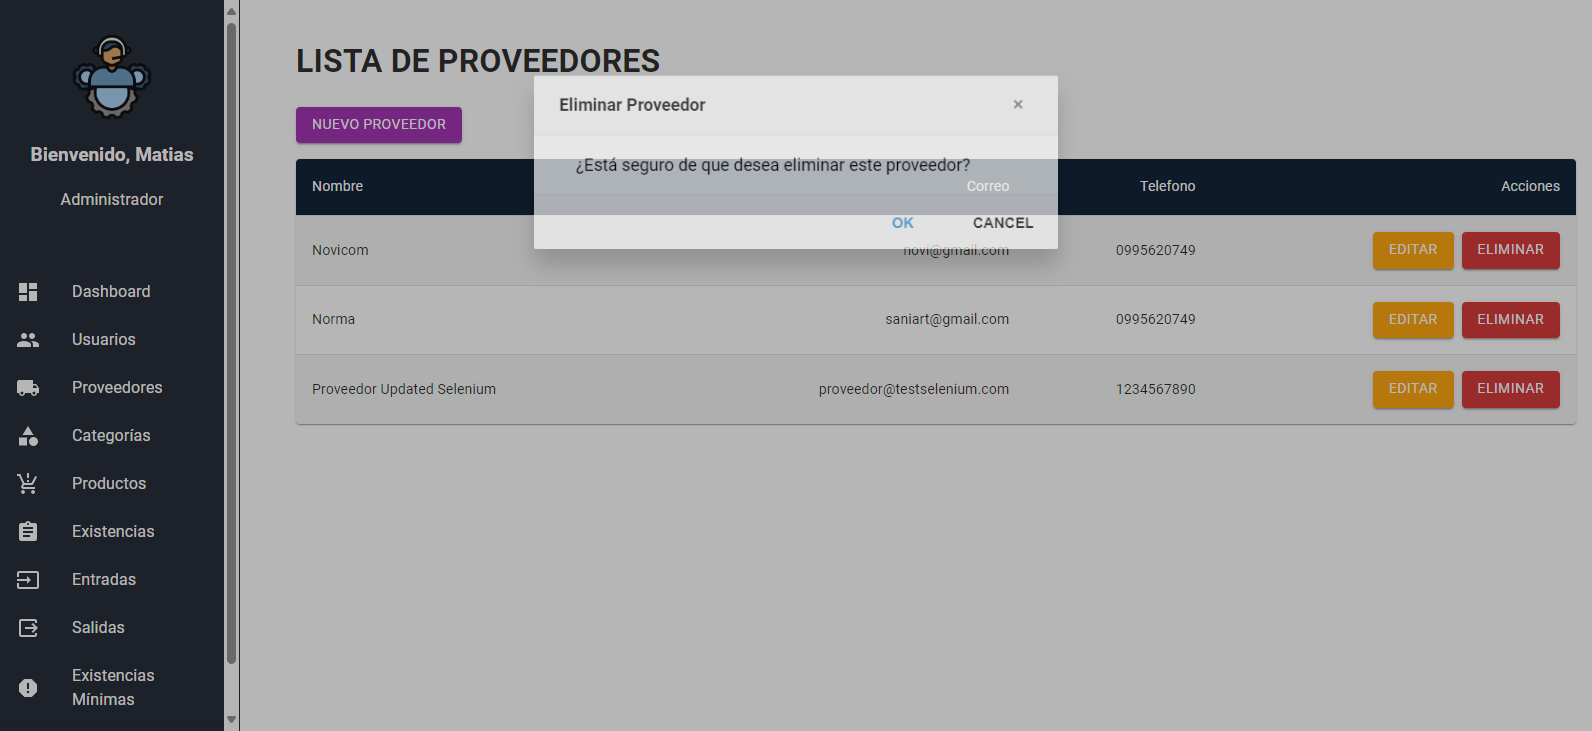 Bienvenido, Matias
Administrador
Dashboard
Usuarios
Proveedores
Categorías
Productos
Existencias
Entradas
Salidas
Existencias
Mínimas
LISTA DE PROVEEDORES
NUEVO PROVEEDOR
Eliminar Proveedor ×
¿Está seguro de que desea eliminar este proveedor?
OK CANCEL
Nombre Correo Telefono Acciones
Novicom novi@gmail.com 0995620749 EDITAR ELIMINAR
Norma saniart@gmail.com 0995620749 EDITAR ELIMINAR
Proveedor Updated Selenium proveedor@testselenium.com 1234567890 EDITAR ELIMINAR